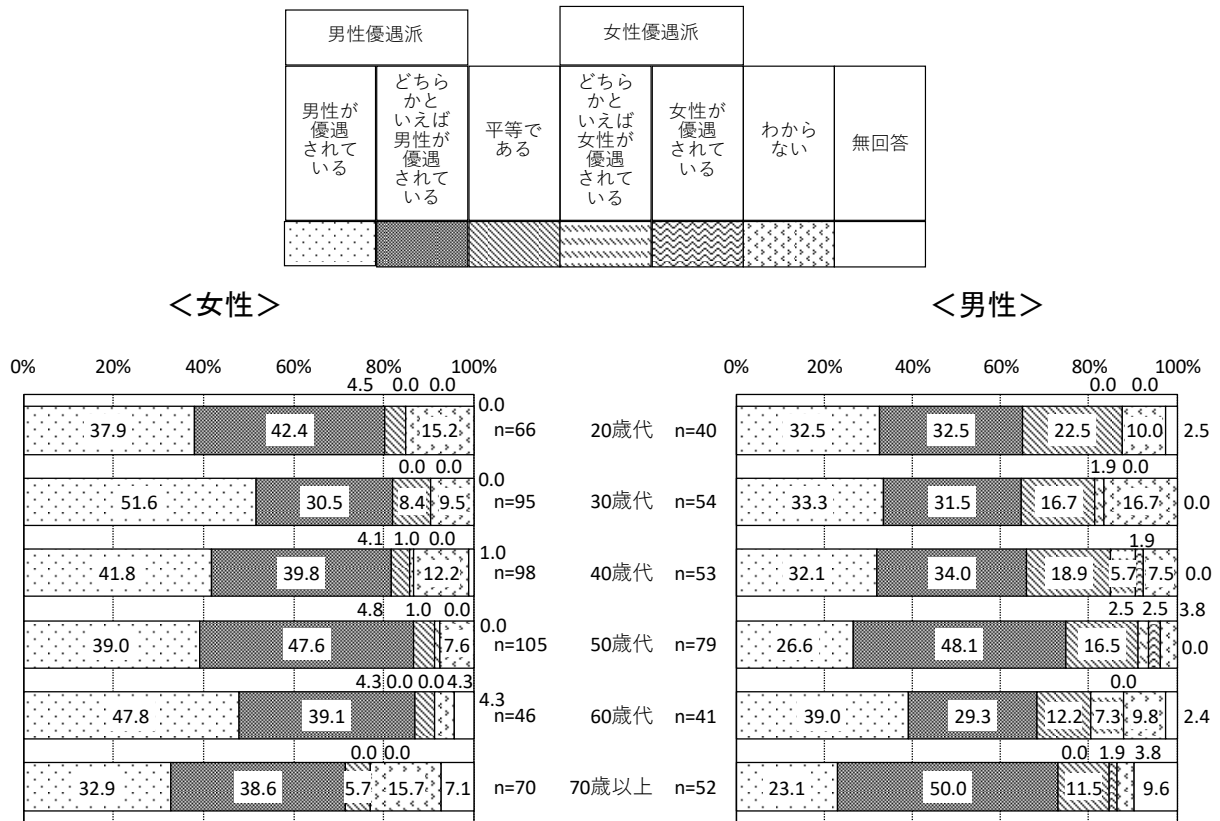 男性優遇派
女性優遇派
男性が
優遇
されて
いる
どちら
かと
いえば
男性が
優遇
されて
いる
平等で
ある
どちら
かと
いえば
女性が
優遇
されて
いる
女性が
優遇
されて
いる
わから
ない
無回答
＜女性＞
＜男性＞
0% 20% 40% 60% 80% 100%
0% 20% 40% 60% 80% 100%
4.5 0.0 0.0
0.0
0.0 0.0
37.9 42.4 15.2 n=66 20歳代 n=40 32.5 32.5 22.5 10.0 2.5
0.0 0.0
0.0
1.9 0.0
51.6 30.5 8.4 9.5 n=95 30歳代 n=54 33.3 31.5 16.7 16.7 0.0
4.1 1.0 0.0
1.0
1.9
41.8 39.8 12.2 n=98 40歳代 n=53 32.1 34.0 18.9 5.7 7.5 0.0
4.8 1.0 0.0
0.0
2.5 2.5 3.8
39.0 47.6 7.6 n=105 50歳代 n=79 26.6 48.1 16.5 0.0
4.3 0.0 0.0 4.3
4.3
0.0
47.8 39.1 n=46 60歳代 n=41 39.0 29.3 12.2 7.3 9.8 2.4
0.0 0.0
0.0 1.9 3.8
32.9 38.6 5.7 15.7 7.1 n=70 70歳以上 n=52 23.1 50.0 11.5 9.6